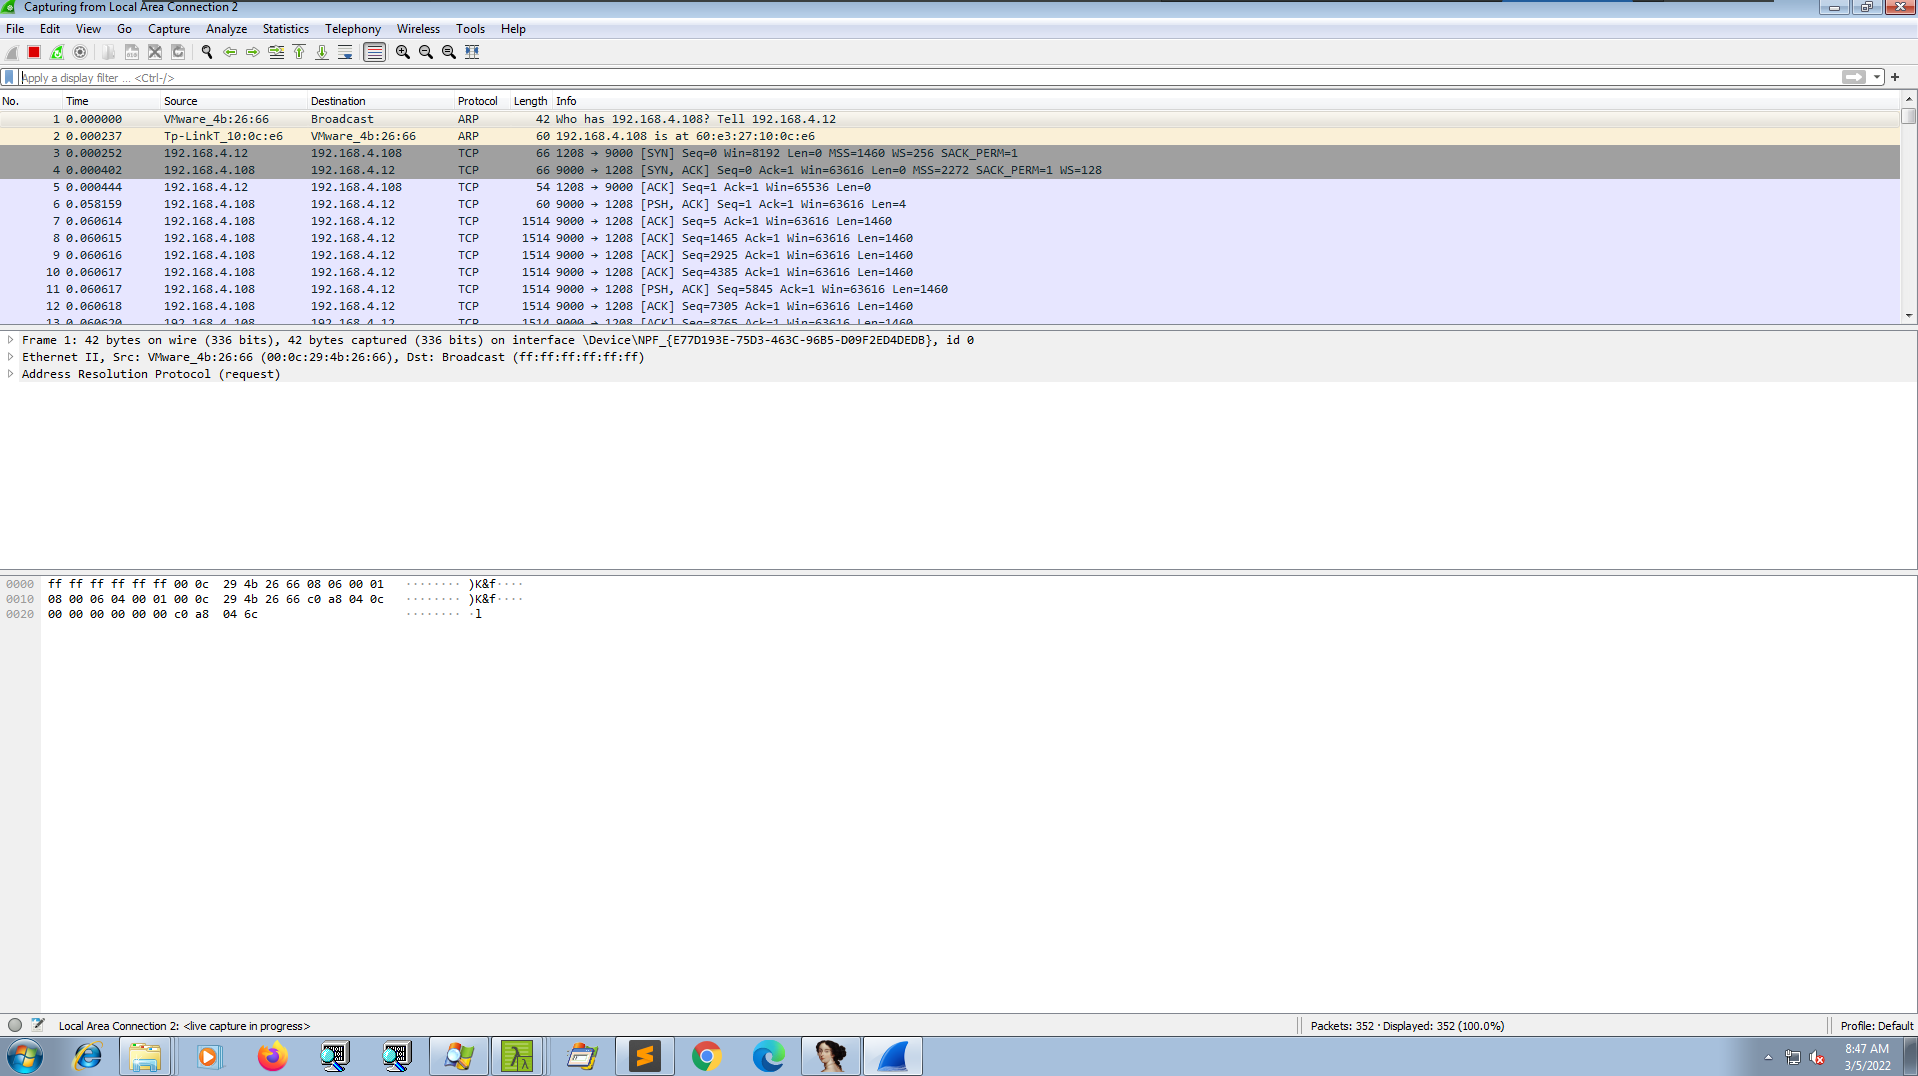 Capturing from Local Area Connection 2
File Edit View Go Capture Analyze Statistics Telephony Wireless Tools Help
Apply a display filter ... <Ctrl-/>
No. Time Source Destination Protocol Length Info
1 0.000000 VMware_4b:26:66 Broadcast ARP 42 Who has 192.168.4.108? Tell 192.168.4.12
2 0.000237 Tp-LinkT_10:0c:e6 VMware_4b:26:66 ARP 60 192.168.4.108 is at 60:e3:27:10:0c:e6
3 0.000252 192.168.4.12 192.168.4.108 TCP 66 1208 → 9000 [SYN] Seq=0 Win=8192 Len=0 MSS=1460 WS=256 SACK_PERM=1
4 0.000402 192.168.4.108 192.168.4.12 TCP 66 9000 → 1208 [SYN, ACK] Seq=0 Ack=1 Win=63616 Len=0 MSS=2272 SACK_PERM=1 WS=128
5 0.000444 192.168.4.12 192.168.4.108 TCP 54 1208 → 9000 [ACK] Seq=1 Ack=1 Win=65536 Len=0
6 0.058159 192.168.4.108 192.168.4.12 TCP 60 9000 → 1208 [PSH, ACK] Seq=1 Ack=1 Win=63616 Len=4
7 0.060614 192.168.4.108 192.168.4.12 TCP 1514 9000 → 1208 [ACK] Seq=5 Ack=1 Win=63616 Len=1460
8 0.060615 192.168.4.108 192.168.4.12 TCP 1514 9000 → 1208 [ACK] Seq=1465 Ack=1 Win=63616 Len=1460
9 0.060616 192.168.4.108 192.168.4.12 TCP 1514 9000 → 1208 [ACK] Seq=2925 Ack=1 Win=63616 Len=1460
10 0.060617 192.168.4.108 192.168.4.12 TCP 1514 9000 → 1208 [ACK] Seq=4385 Ack=1 Win=63616 Len=1460
11 0.060617 192.168.4.108 192.168.4.12 TCP 1514 9000 → 1208 [PSH, ACK] Seq=5845 Ack=1 Win=63616 Len=1460
12 0.060618 192.168.4.108 192.168.4.12 TCP 1514 9000 → 1208 [ACK] Seq=7305 Ack=1 Win=63616 Len=1460
13 0.060620 192.168.4.108 192.168.4.12 TCP 1514 9000 → 1208 [ACK] Seq=8765 Ack=1 Win=63616 Len=1460
Frame 1: 42 bytes on wire (336 bits), 42 bytes captured (336 bits) on interface \Device\NPF_{E77D193E-75D3-463C-96B5-D09F2ED4DEDB}, id 0
Ethernet II, Src: VMware_4b:26:66 (00:0c:29:4b:26:66), Dst: Broadcast (ff:ff:ff:ff:ff:ff)
Address Resolution Protocol (request)
0000 ff ff ff ff ff ff 00 0c 29 4b 26 66 08 06 00 01 ········ )K&f····
0010 08 00 06 04 00 01 00 0c 29 4b 26 66 c0 a8 04 0c ········ )K&f····
0020 00 00 00 00 00 00 c0 a8 04 6c ········ ·l
Local Area Connection 2: <live capture in progress> Packets: 352 · Displayed: 352 (100.0%) Profile: Default
8:47 AM
3/5/2022